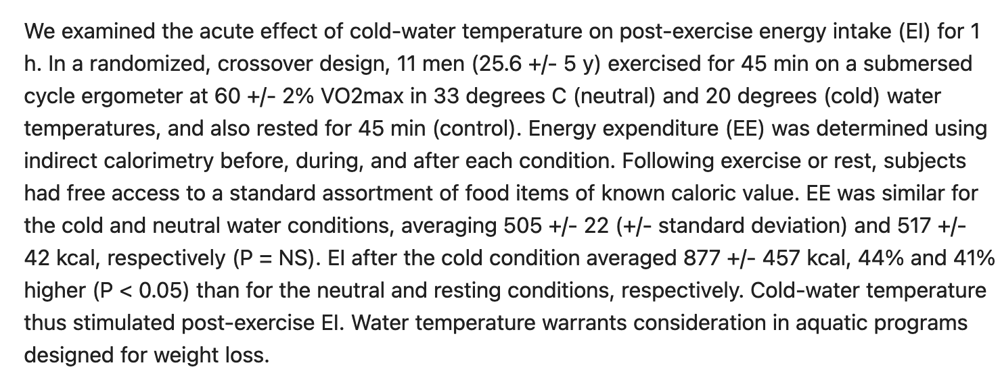 We examined the acute effect of cold-water temperature on post-exercise energy intake (EI) for 1
h. In a randomized, crossover design, 11 men (25.6 +/- 5 y) exercised for 45 min on a submersed
cycle ergometer at 60 +/- 2% VO2max in 33 degrees C (neutral) and 20 degrees (cold) water
temperatures, and also rested for 45 min (control). Energy expenditure (EE) was determined using
indirect calorimetry before, during, and after each condition. Following exercise or rest, subjects
had free access to a standard assortment of food items of known caloric value. EE was similar for
the cold and neutral water conditions, averaging 505 +/- 22 (+/- standard deviation) and 517 +/-
42 kcal, respectively (P = NS). EI after the cold condition averaged 877 +/- 457 kcal, 44% and 41%
higher (P < 0.05) than for the neutral and resting conditions, respectively. Cold-water temperature
thus stimulated post-exercise EI. Water temperature warrants consideration in aquatic programs
designed for weight loss.